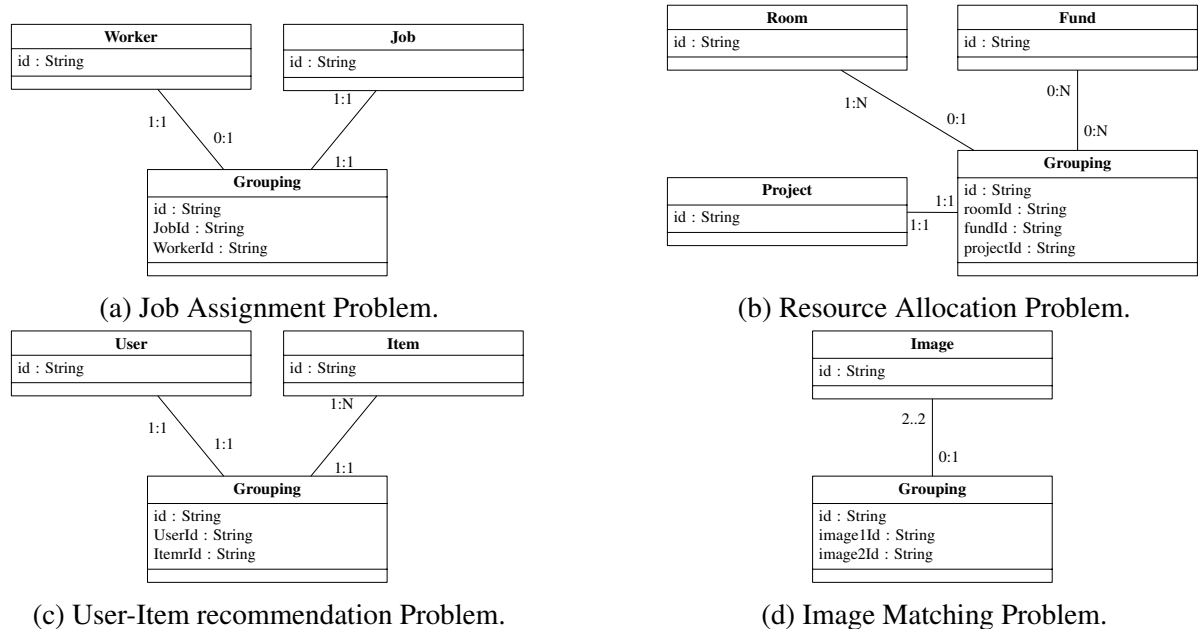 Worker
id : String
Job
id : String
1:1
0:1
1:1
1:1
Grouping
id : String
JobId : String
WorkerId : String
(a) Job Assignment Problem.
Room
id : String
Fund
id : String
1:N
0:1
0:N
0:N
Project
id : String
1:1
1:1
Grouping
id : String
roomId : String
fundId : String
projectId : String
(b) Resource Allocation Problem.
User
id : String
Item
id : String
1:1
1:1
1:N
1:1
Grouping
id : String
UserId : String
ItemrId : String
(c) User-Item recommendation Problem.
Image
id : String
2..2
0:1
Grouping
id : String
image1Id : String
image2Id : String
(d) Image Matching Problem.